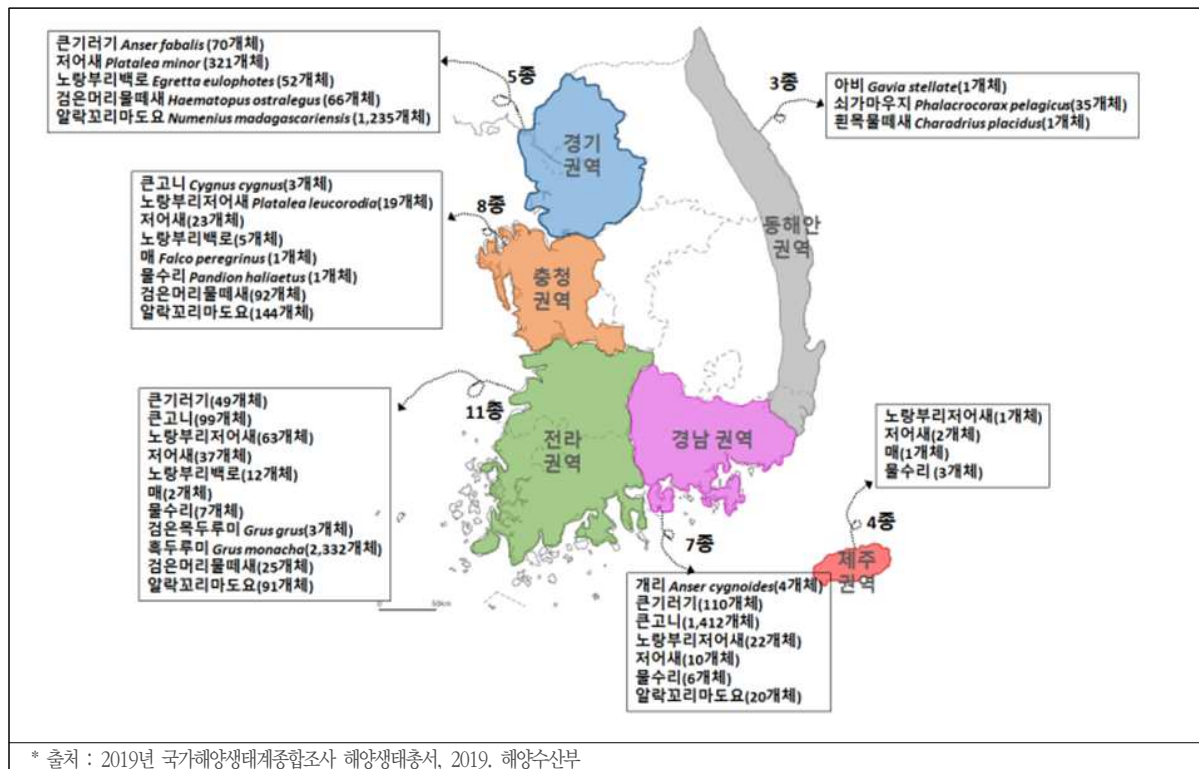 큰기러기 Anser fabalis (70개체)
저어새 Platalea minor (321개체)
노랑부리백로 Egretta eulophotes (52개체)
검은머리물떼새 Haematopus ostralegus (66개체)
알락꼬리마도요 Numenius madagascariensis (1,235개체)
5종
경기
권역
3종
아비 Gavia stellate(1개체)
쇠가마우지 Phalacrocorax pelagicus(35개체)
흰목물떼새 Charadrius placidus(1개체)
동해안
권역
큰고니 Cygnus cygnus(3개체)
노랑부리저어새 Platalea leucorodia(19개체)
저어새(23개체)
노랑부리백로(5개체)
매 Falco peregrinus (1개체)
물수리 Pandion haliaetus (1개체)
검은머리물떼새(92개체)
알락꼬리마도요(144개체)
8종
충청
권역
큰기러기(49개체)
큰고니(99개체)
노랑부리저어새(63개체)
저어새(37개체)
노랑부리백로(12개체)
매(2개체)
물수리(7개체)
검은목두루미 Grus grus(3개체)
흑두루미 Grus monacha(2,332개체)
검은머리물떼새(25개체)
알락꼬리마도요(91개체)
11종
전라
권역
경남 권역
7종
개리 Anser cygnoides(4개체)
큰기러기(110개체)
큰고니(1,412개체)
노랑부리저어새(22개체)
저어새(10개체)
물수리(6개체)
알락꼬리마도요(20개체)
노랑부리저어새(1개체)
저어새(2개체)
매(1개체)
물수리 (3개체)
4종
제주
권역
0 50km
* 출처 : 2019년 국가해양생태계종합조사 해양생태총서, 2019. 해양수산부